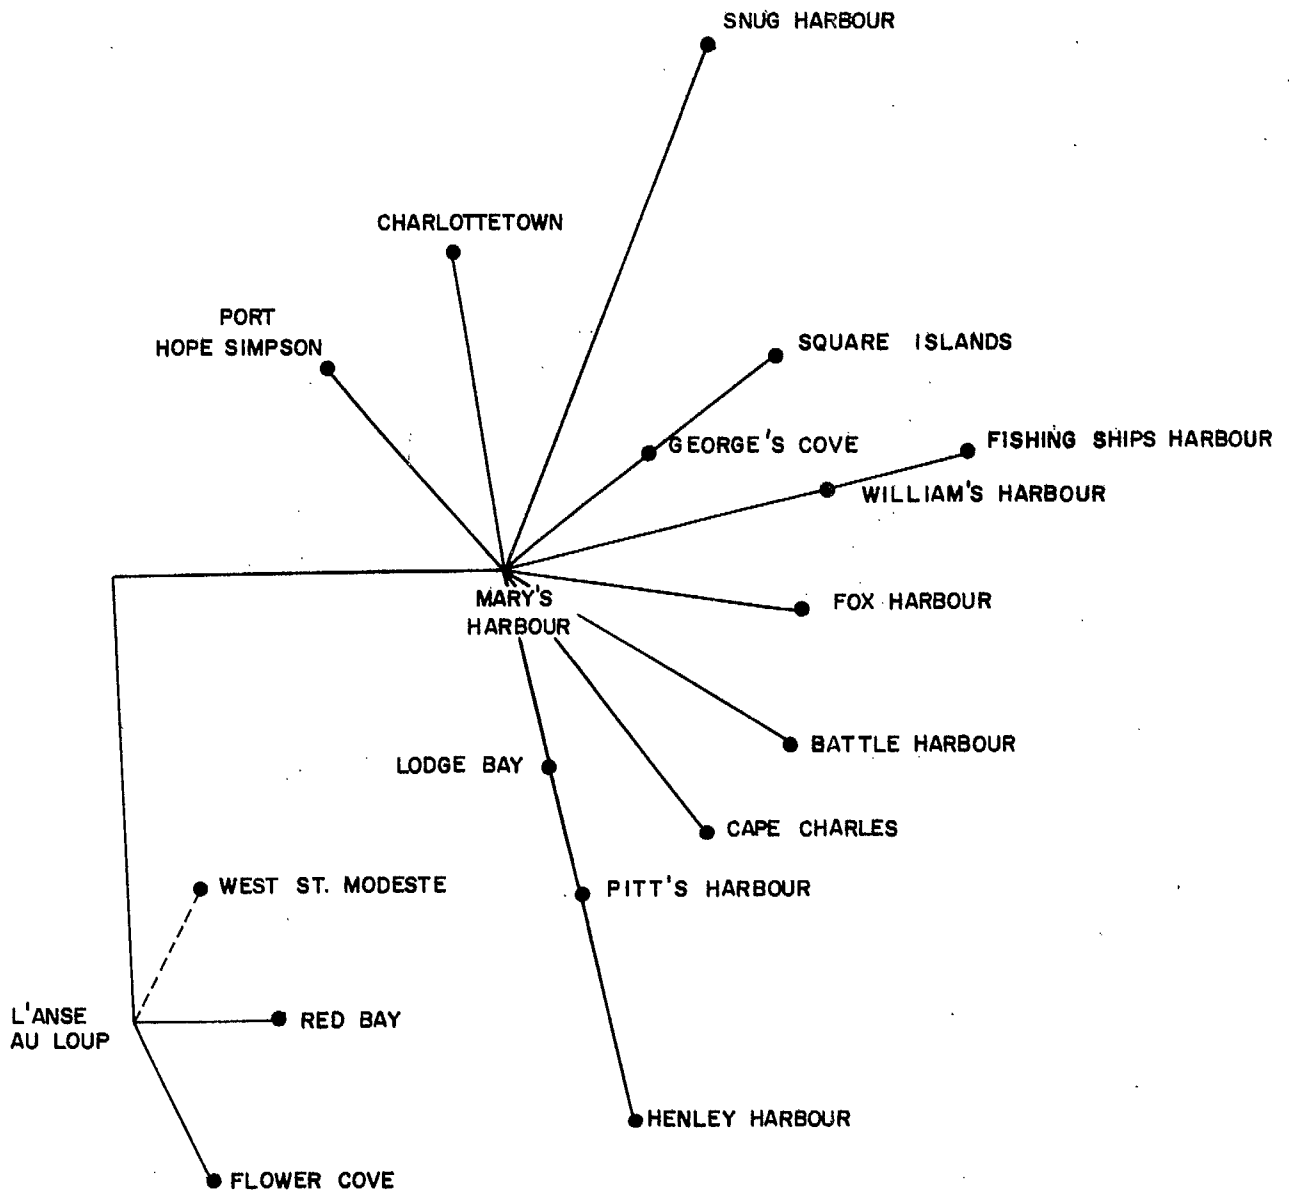 SNUG HARBOUR
CHARLOTTETOWN
PORT
HOPE SIMPSON
SQUARE ISLANDS
GEORGE'S COVE
FISHING SHIPS HARBOUR
WILLIAM'S HARBOUR
MARY'S
HARBOUR
FOX HARBOUR
BATTLE HARBOUR
LODGE BAY
CAPE CHARLES
WEST ST. MODESTE
PITT'S HARBOUR
L'ANSE
AU LOUP
RED BAY
HENLEY HARBOUR
FLOWER COVE